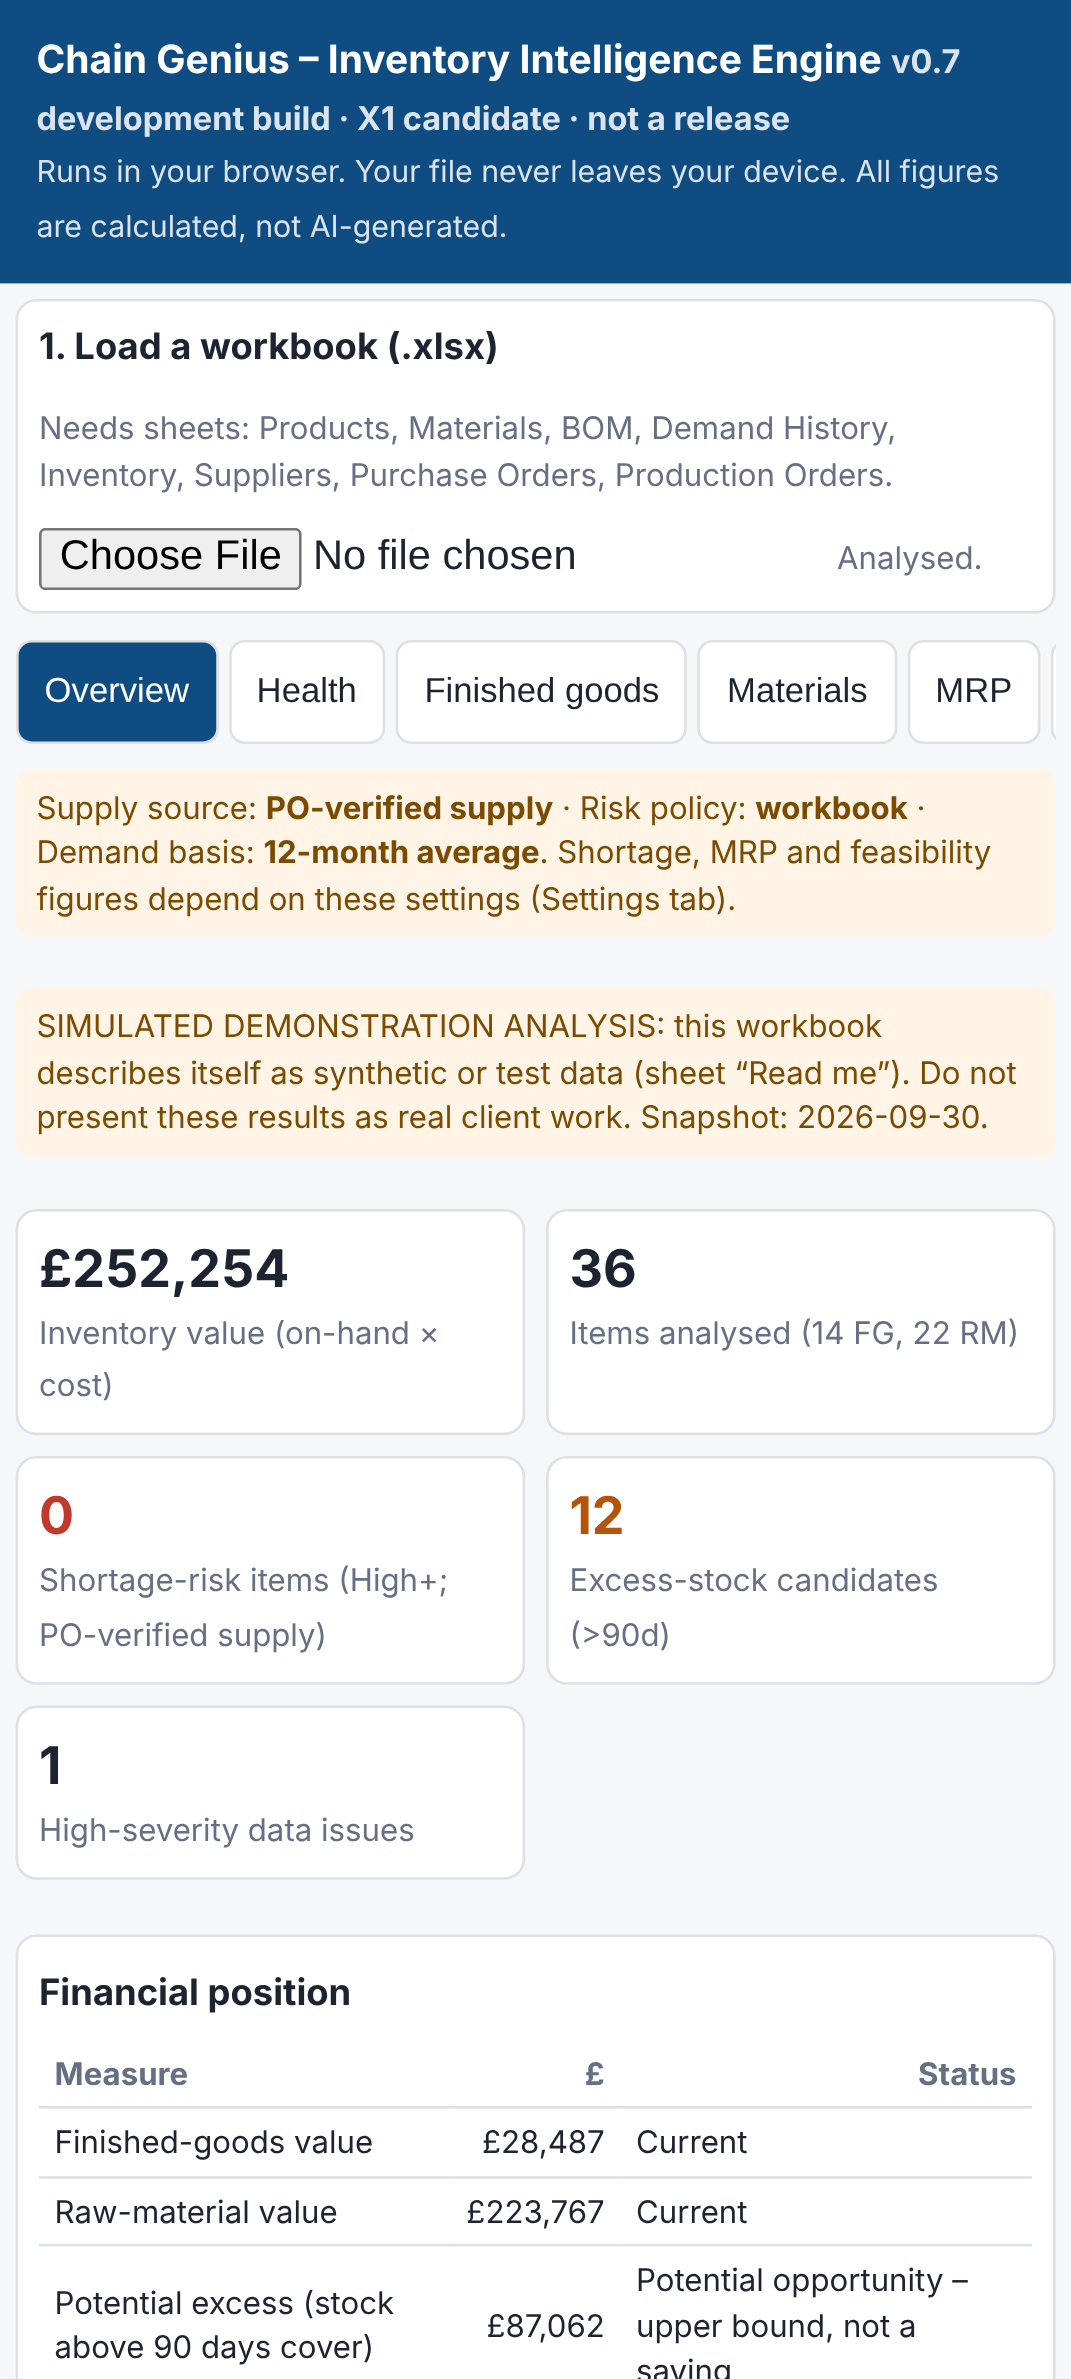 Chain Genius – Inventory Intelligence Engine v0.7
development build · X1 candidate · not a release
Runs in your browser. Your file never leaves your device. All figures
are calculated, not AI-generated.
1. Load a workbook (.xlsx)
Needs sheets: Products, Materials, BOM, Demand History,
Inventory, Suppliers, Purchase Orders, Production Orders.
Choose File No file chosen Analysed.
Overview Health Finished goods Materials MRP
Supply source: PO-verified supply · Risk policy: workbook ·
Demand basis: 12-month average. Shortage, MRP and feasibility
figures depend on these settings (Settings tab).
SIMULATED DEMONSTRATION ANALYSIS: this workbook
describes itself as synthetic or test data (sheet “Read me”). Do not
present these results as real client work. Snapshot: 2026-09-30.
£252,254
Inventory value (on-hand ×
cost)
36
Items analysed (14 FG, 22 RM)
0
Shortage-risk items (High+;
PO-verified supply)
12
Excess-stock candidates
(>90d)
1
High-severity data issues
Financial position
Measure £ Status
Finished-goods value £28,487 Current
Raw-material value £223,767 Current
Potential excess (stock
above 90 days cover)
£87,062
Potential opportunity –
upper bound, not a
saving